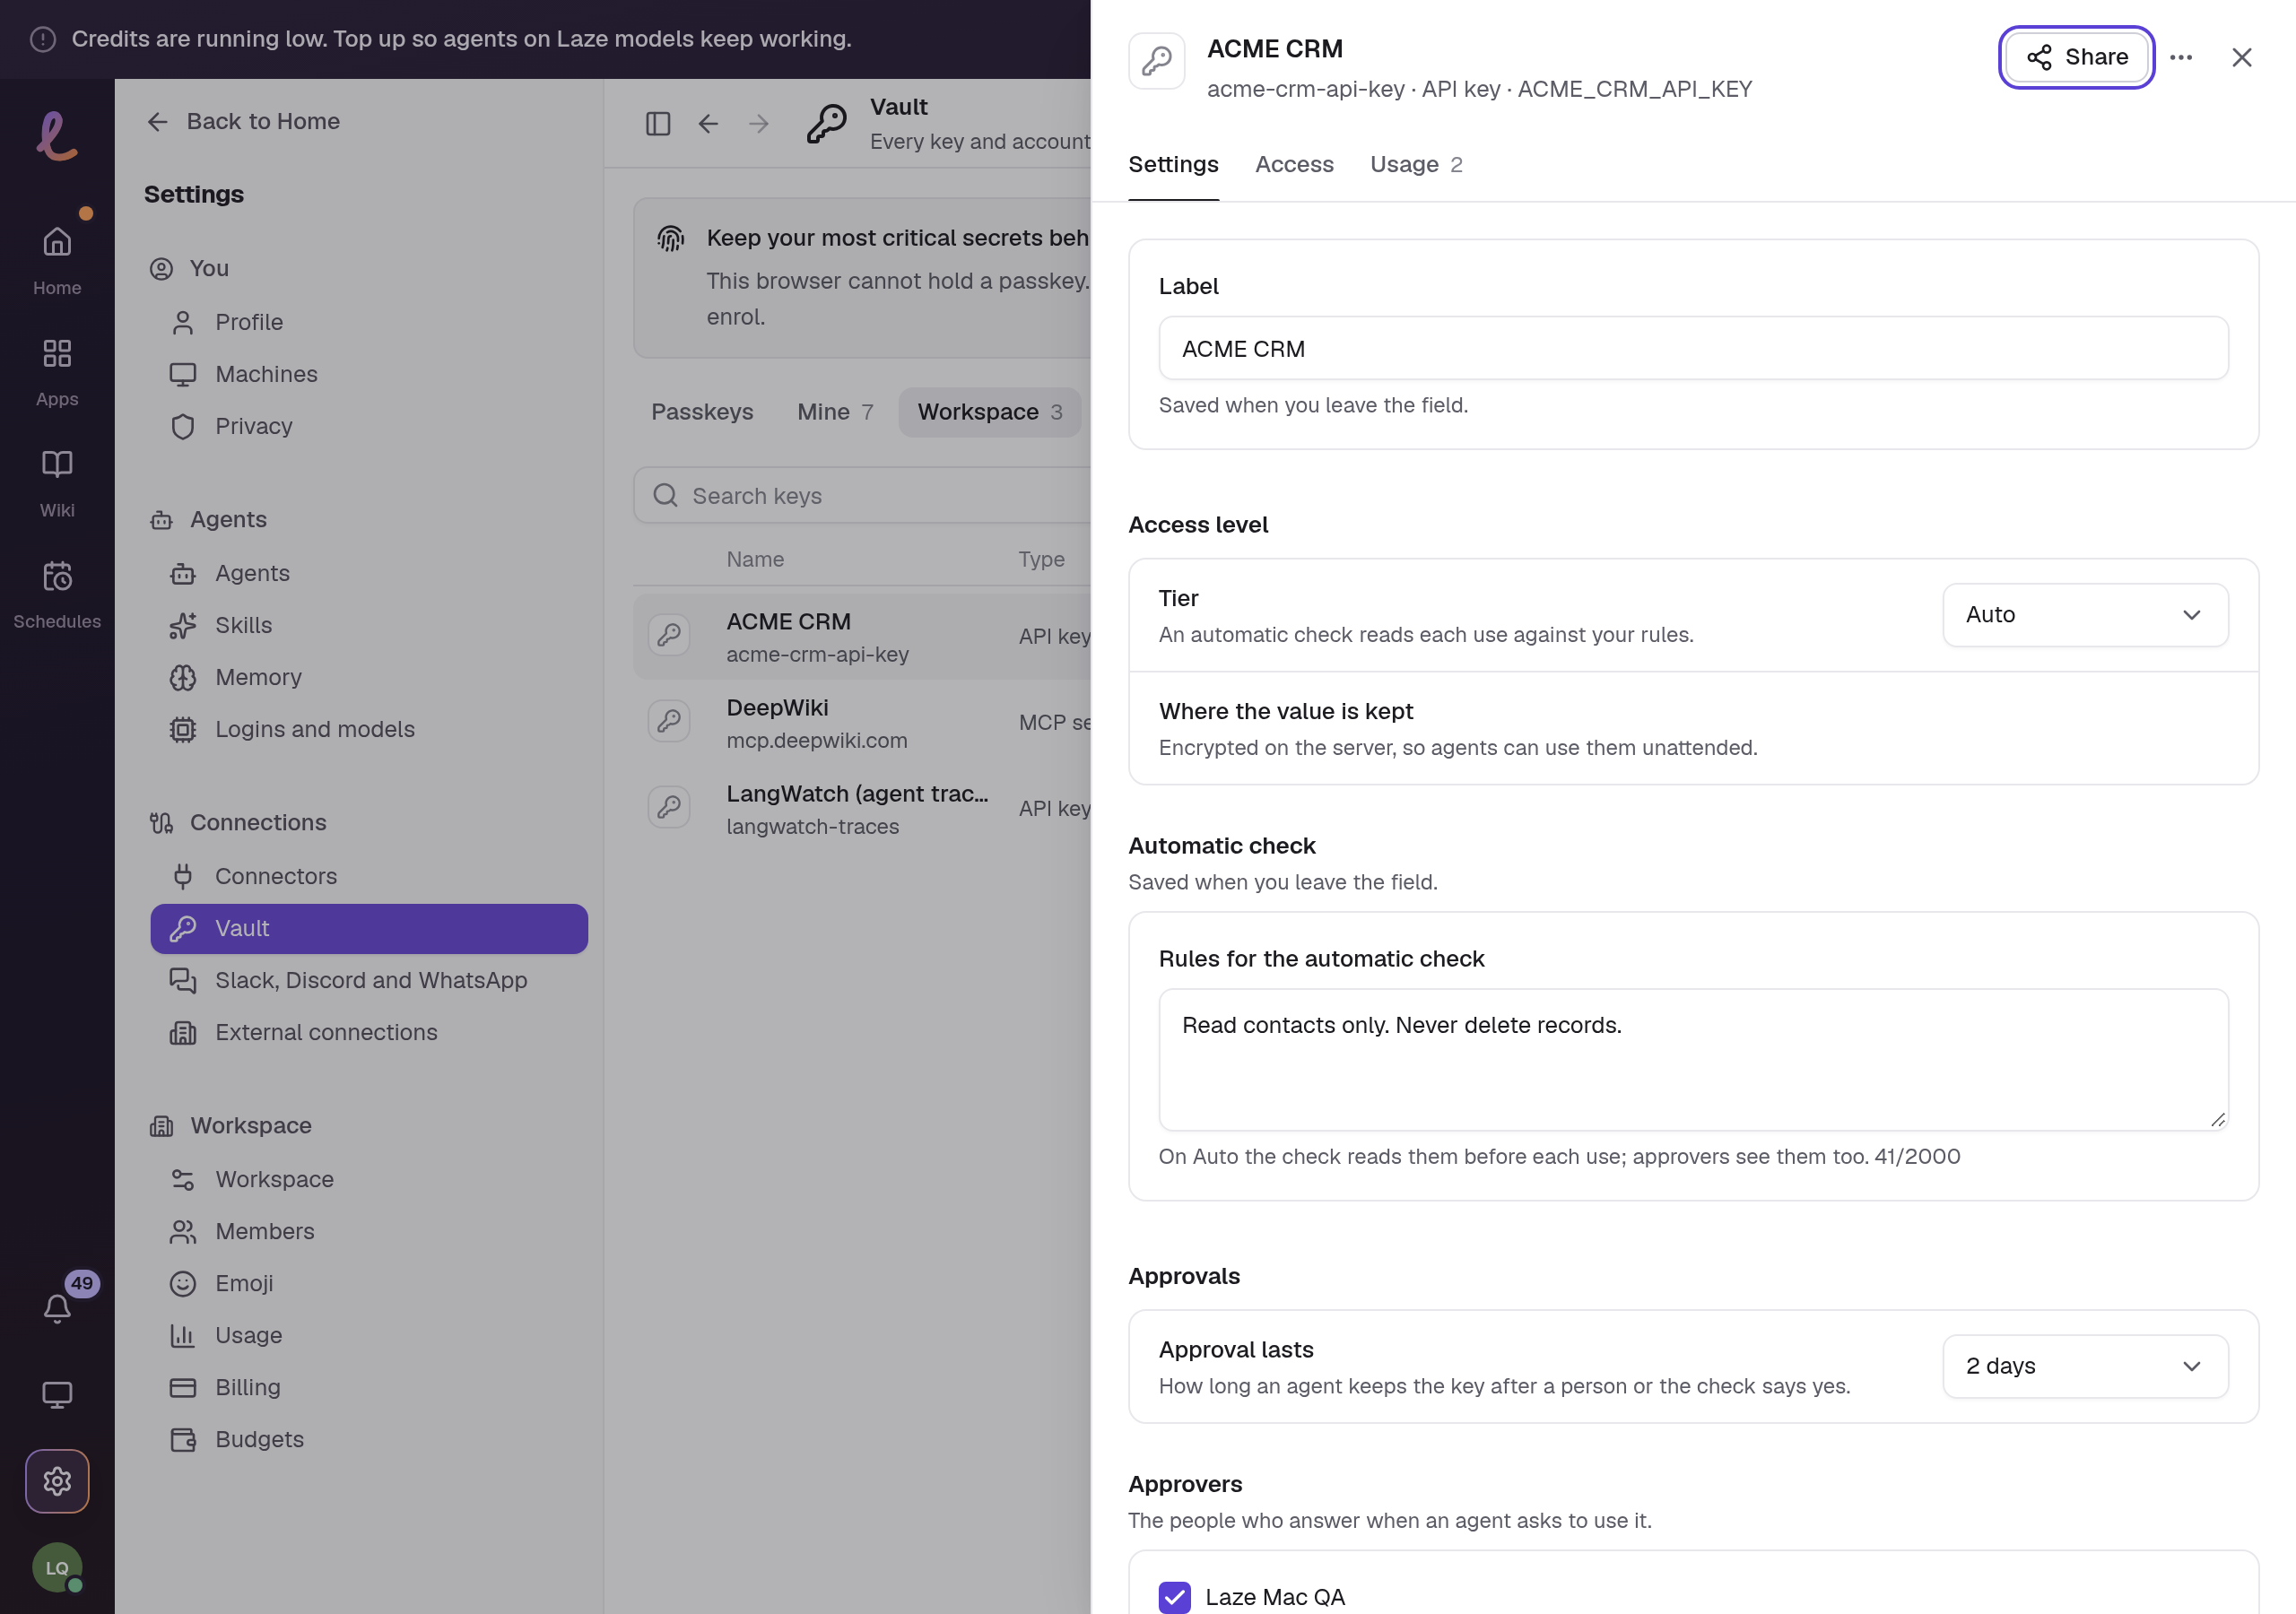 Credits are running low. Top up so agents on Laze models keep working.
Home
Apps
Wiki
Schedules
49
LQ
Back to Home
Settings
You
Profile
Machines
Privacy
Agents
Agents
Skills
Memory
Logins and models
Connections
Connectors
Vault
Slack, Discord and WhatsApp
External connections
Workspace
Workspace
Members
Emoji
Usage
Billing
Budgets
Vault
Every key and account
Keep your most critical secrets beh
This browser cannot hold a passkey.
enrol.
Passkeys Mine 7 Workspace 3
Search keys
Name Type
ACME CRM
acme-crm-api-key
API key
DeepWiki
mcp.deepwiki.com
MCP se
LangWatch (agent trac...
langwatch-traces
API key
ACME CRM
acme-crm-api-key · API key · ACME_CRM_API_KEY
Share
Settings Access Usage 2
Label
ACME CRM
Saved when you leave the field.
Access level
Tier
An automatic check reads each use against your rules.
Auto
Where the value is kept
Encrypted on the server, so agents can use them unattended.
Automatic check
Saved when you leave the field.
Rules for the automatic check
Read contacts only. Never delete records.
On Auto the check reads them before each use; approvers see them too. 41/2000
Approvals
Approval lasts
How long an agent keeps the key after a person or the check says yes.
2 days
Approvers
The people who answer when an agent asks to use it.
Laze Mac QA